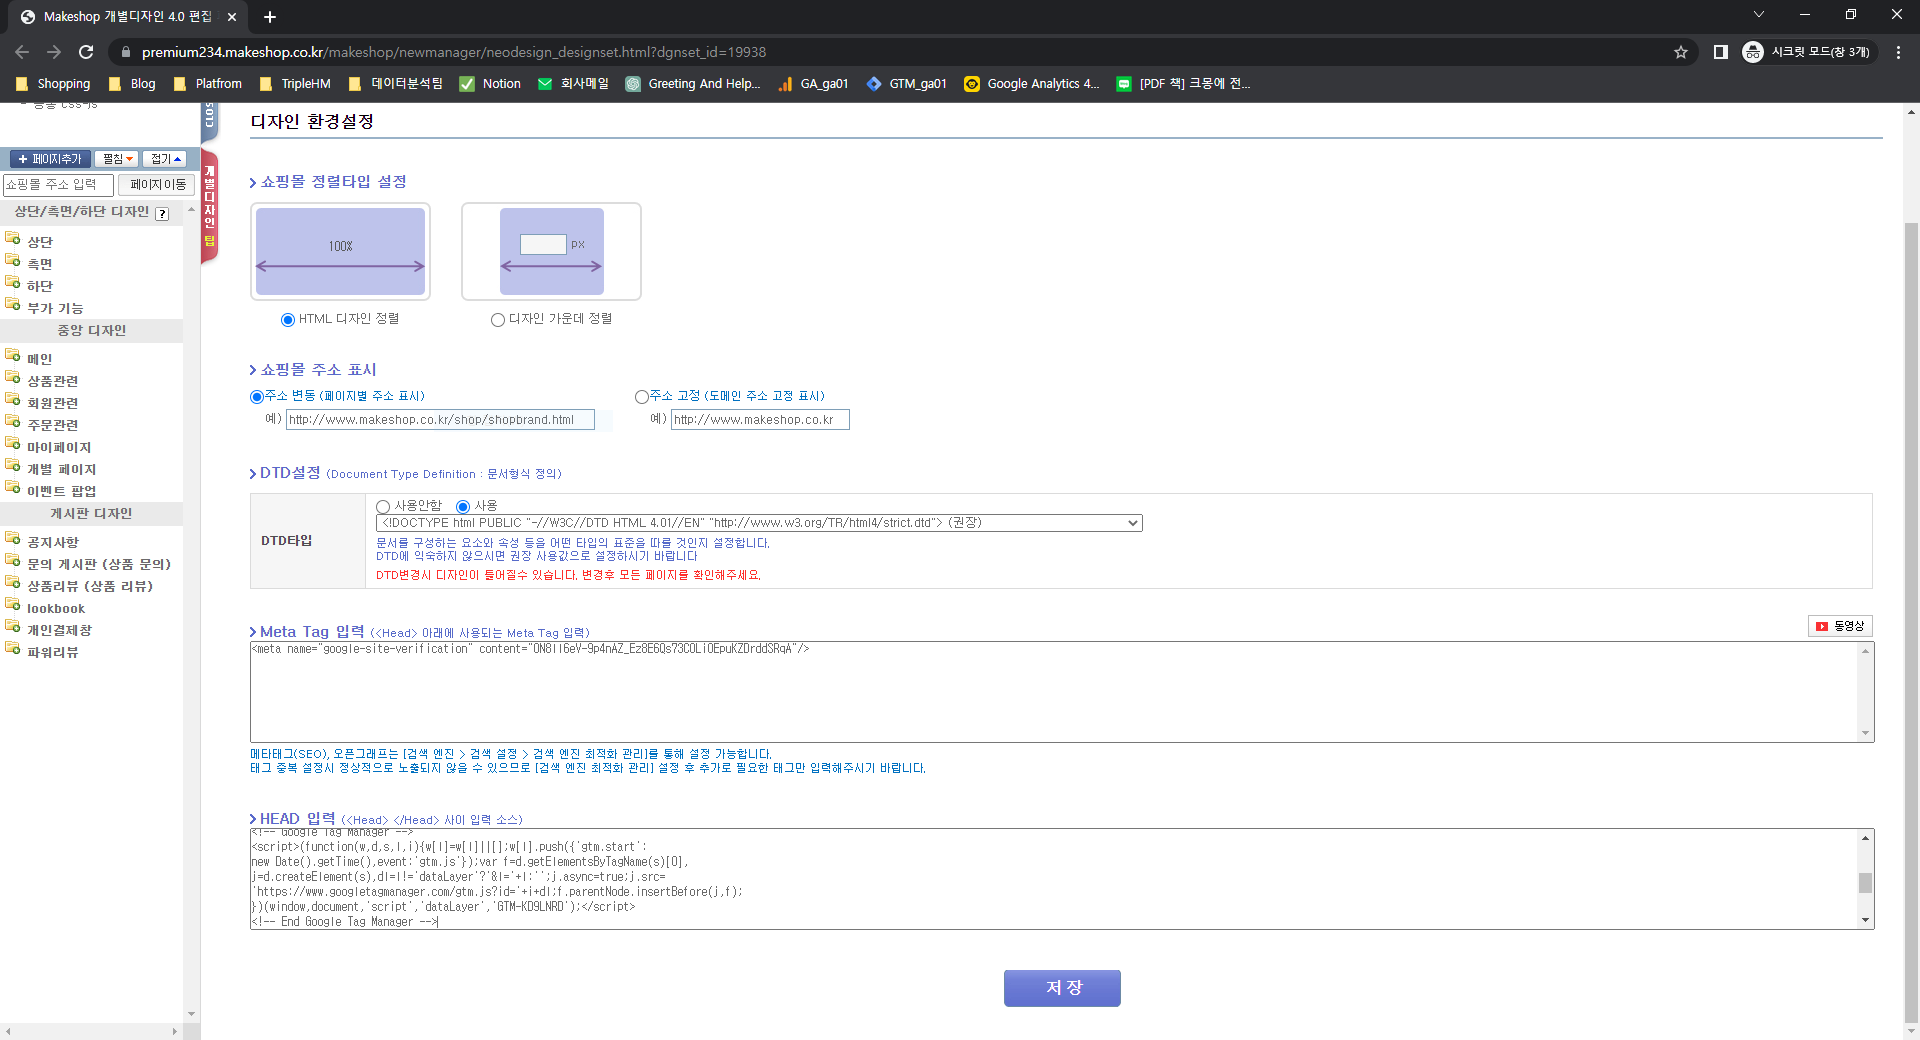 Makeshop 개별디자인 4.0 편집
premium234.makeshop.co.kr/makeshop/newmanager/neodesign_designset.html?dgnset_id=19938
시크릿 모드(창 3개)
Shopping
Blog
Platfrom
TripleHM
데이터분석팀
Notion
회사메일
Greeting And Help...
GA_ga01
GTM_ga01
Google Analytics 4...
[PDF 책] 크몽에 전...
- 공통 css·js
CLOS
개별디자인 팁
+ 페이지추가
펼침
접기
쇼핑몰 주소 입력
페이지이동
상단/측면/하단 디자인 ?
상단
측면
하단
부가 기능
중앙 디자인
메인
상품관련
회원관련
주문관련
마이페이지
개별 페이지
이벤트 팝업
게시판 디자인
공지사항
문의 게시판 (상품 문의)
상품리뷰 (상품 리뷰)
lookbook
개인결제창
파워리뷰
디자인 환경설정
쇼핑몰 정렬타입 설정
100%
px
HTML 디자인 정렬
디자인 가운데 정렬
쇼핑몰 주소 표시
주소 변동 (페이지별 주소 표시)
예) http://www.makeshop.co.kr/shop/shopbrand.html
주소 고정 (도메인 주소 고정 표시)
예) http://www.makeshop.co.kr
DTD설정 (Document Type Definition : 문서형식 정의)
DTD타입
사용안함
사용
<!DOCTYPE html PUBLIC "-//W3C//DTD HTML 4.01//EN" "http://www.w3.org/TR/html4/strict.dtd"> (권장)
문서를 구성하는 요소와 속성 등을 어떤 타입의 표준을 따를 것인지 설정합니다.
DTD에 익숙하지 않으시면 권장 사용값으로 설정하시기 바랍니다
DTD변경시 디자인이 틀어질수 있습니다. 변경후 모든 페이지를 확인해주세요.
Meta Tag 입력 (<Head> 아래에 사용되는 Meta Tag 입력)
동영상
<meta name="google-site-verification" content="ON8Il6eV-9p4nAZ_Ez8E6Qs73COLiOEpuKZDrddSRqA"/>
메타태그(SEO), 오픈그래프는 [검색 엔진 > 검색 설정 > 검색 엔진 최적화 관리]를 통해 설정 가능합니다.
태그 중복 설정시 정상적으로 노출되지 않을 수 있으므로 [검색 엔진 최적화 관리] 설정 후 추가로 필요한 태그만 입력해주시기 바랍니다.
HEAD 입력 (<Head> </Head> 사이 입력 소스)
<!-- Google Tag Manager -->
<script>(function(w,d,s,l,i){w[l]=w[l]||[];w[l].push({'gtm.start':
new Date().getTime(),event:'gtm.js'});var f=d.getElementsByTagName(s)[0],
j=d.createElement(s),dl=l!='dataLayer'?'&l='+l:'';j.async=true;j.src=
'https://www.googletagmanager.com/gtm.js?id='+i+dl;f.parentNode.insertBefore(j,f);
})(window,document,'script','dataLayer','GTM-KD9LNRD');</script>
<!-- End Google Tag Manager -->
저장